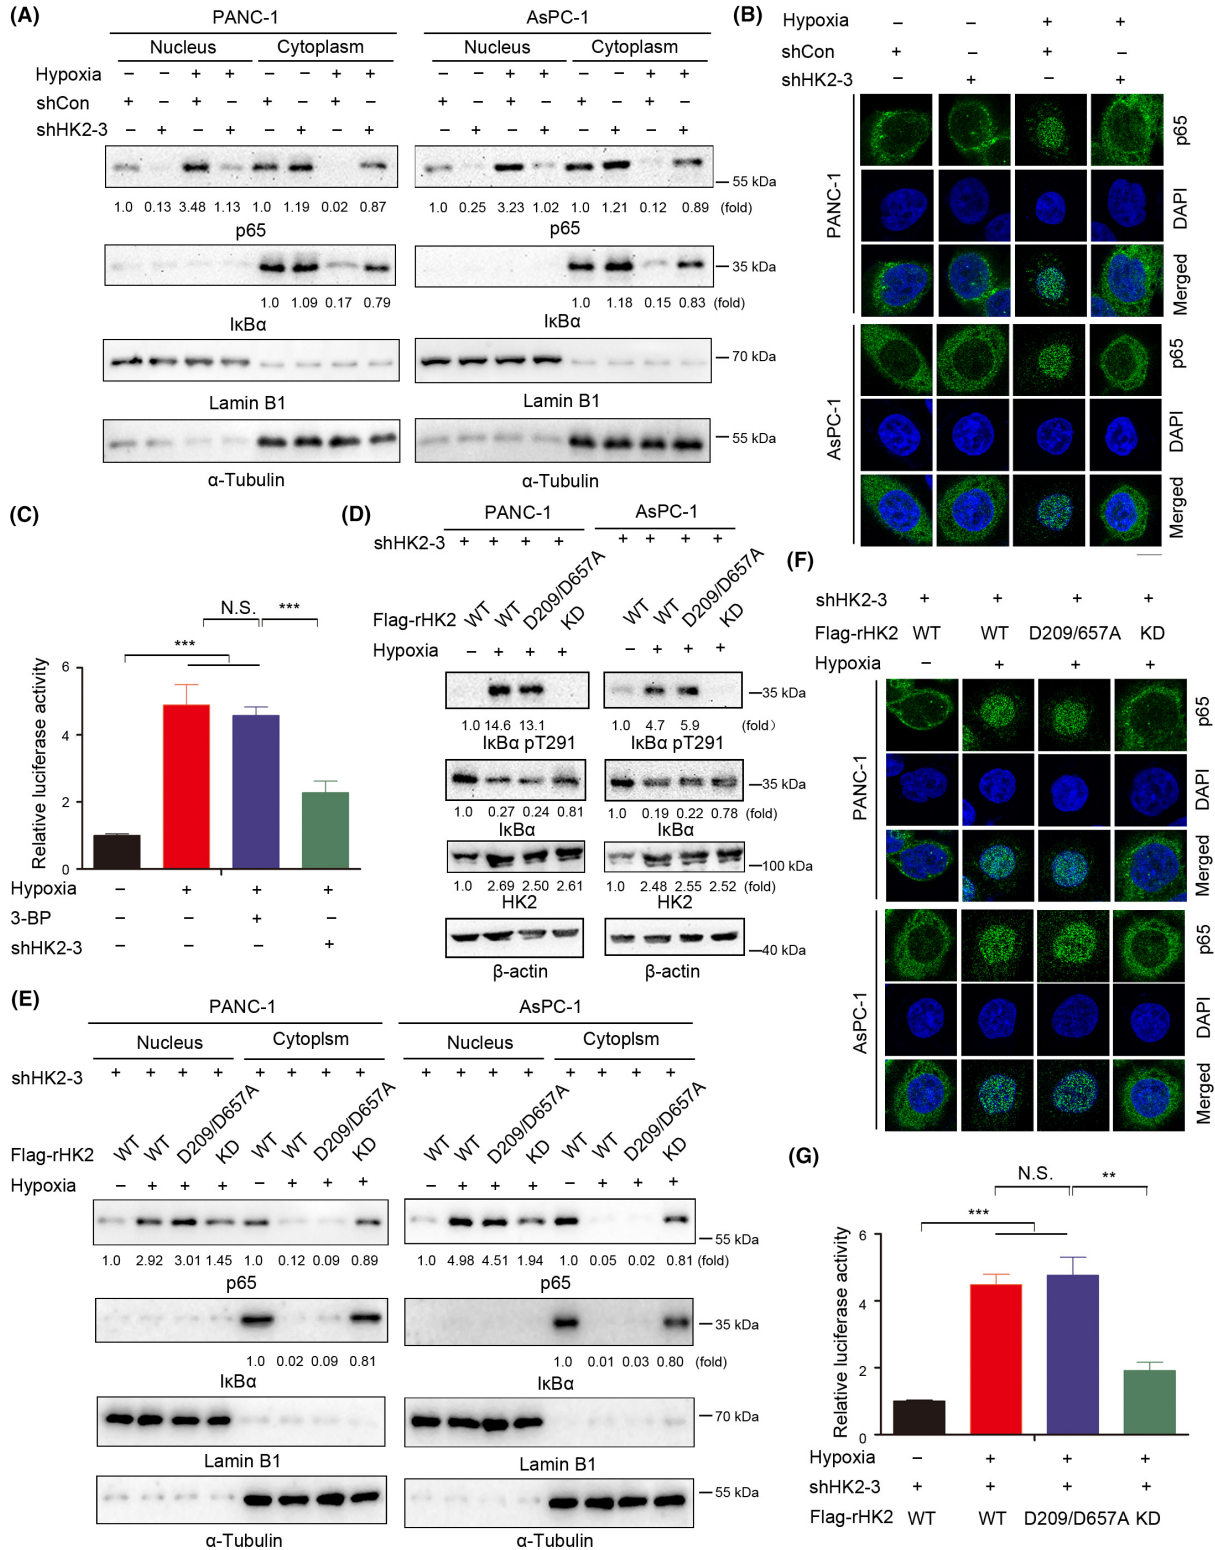 (A)
PANC-1
AsPC-1
Nucleus Cytoplasm Nucleus Cytoplasm
Hypoxia – – + + – – + + – – + + – – + +
shCon + – + – + – + – + – + – + – + –
shHK2-3 – + – + – + – + – + – + – + – +
55 kDa
1.0 0.13 3.48 1.13 1.0 1.19 0.02 0.87 1.0 0.25 3.23 1.02 1.0 1.21 0.12 0.89 (fold)
p65 p65
35 kDa
1.0 1.09 0.17 0.79 1.0 1.18 0.15 0.83 (fold)
IκBα IκBα
70 kDa
Lamin B1 Lamin B1
55 kDa
α-Tubulin α-Tubulin
(B)
Hypoxia – – + +
shCon + – + –
shHK2-3 – + – +
PANC-1
p65
DAPI
Merged
AsPC-1
p65
DAPI
Merged
(C)
N.S. ***
***
Relative luciferase activity
6
4
2
0
Hypoxia – + + +
3-BP – – + –
shHK2-3 – – – +
(D)
PANC-1 AsPC-1
shHK2-3 + + + + + + + +
Flag-rHK2 WT WT D209/D657A KD WT WT D209/D657A KD
Hypoxia – + + + – + + +
35 kDa
1.0 14.6 13.1 1.0 4.7 5.9 (fold)
IκBα pT291 IκBα pT291
35 kDa
1.0 0.27 0.24 0.81 1.0 0.19 0.22 0.78 (fold)
IκBα IκBα
100 kDa
1.0 2.69 2.50 2.61 1.0 2.48 2.55 2.52 (fold)
HK2 HK2
40 kDa
β-actin β-actin
(E)
PANC-1 AsPC-1
Nucleus Cytoplsm Nucleus Cytoplsm
shHK2-3 + + + + + + + + + + + + + + + +
Flag-rHK2 WT WT D209/D657A KD WT WT D209/D657A KD WT WT D209/D657A KD WT WT D209/D657A KD
Hypoxia – + + + – + + + – + + + – + + +
55 kDa
1.0 2.92 3.01 1.45 1.0 0.12 0.09 0.89 1.0 4.98 4.51 1.94 1.0 0.05 0.02 0.81 (fold)
p65 p65
35 kDa
1.0 0.02 0.09 0.81 1.0 0.01 0.03 0.80 (fold)
IκBα IκBα
70 kDa
Lamin B1 Lamin B1
55 kDa
α-Tubulin α-Tubulin
(F)
shHK2-3 + + + +
Flag-rHK2 WT WT D209/657A KD
Hypoxia – + + +
PANC-1
p65
DAPI
Merged
AsPC-1
p65
DAPI
Merged
(G)
N.S. **
***
Relative luciferase activity
6
4
2
0
Hypoxia – + + +
shHK2-3 + + + +
Flag-rHK2 WT WT D209/D657A KD